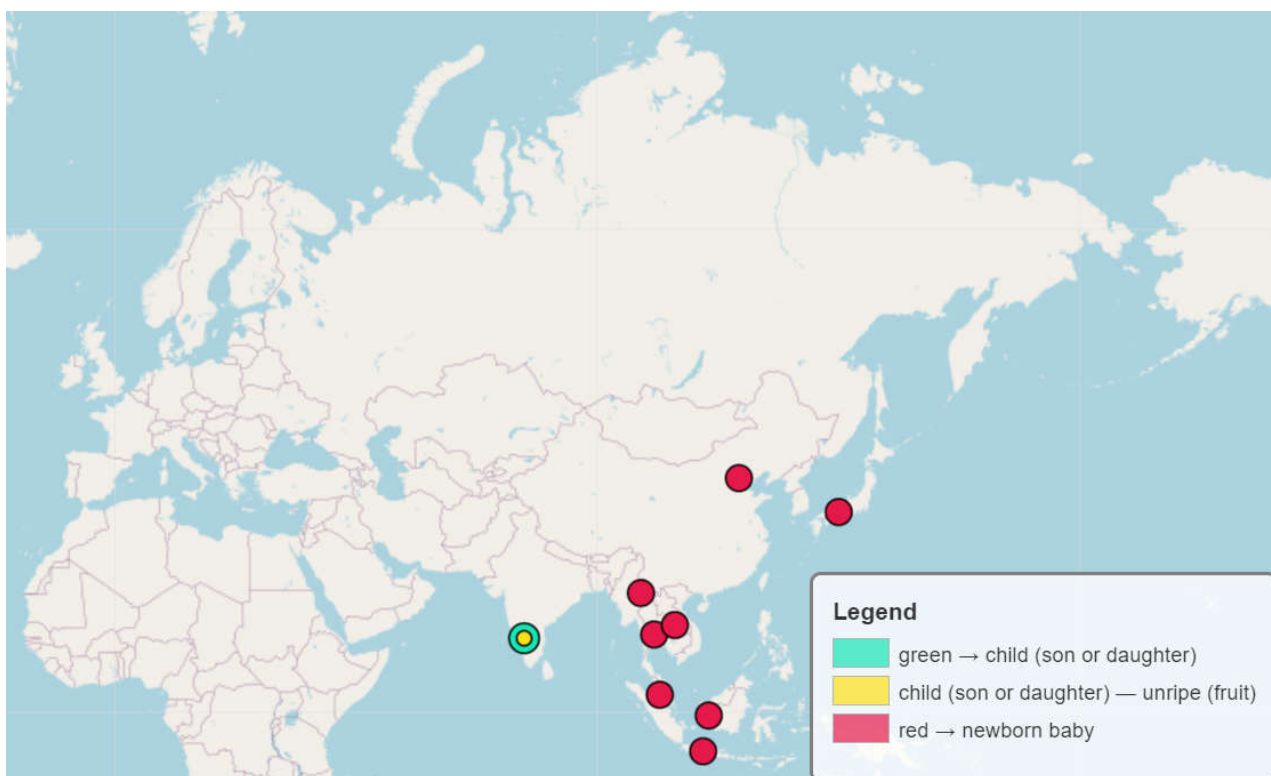 Legend
green → child (son or daughter)
child (son or daughter) — unripe (fruit)
red → newborn baby